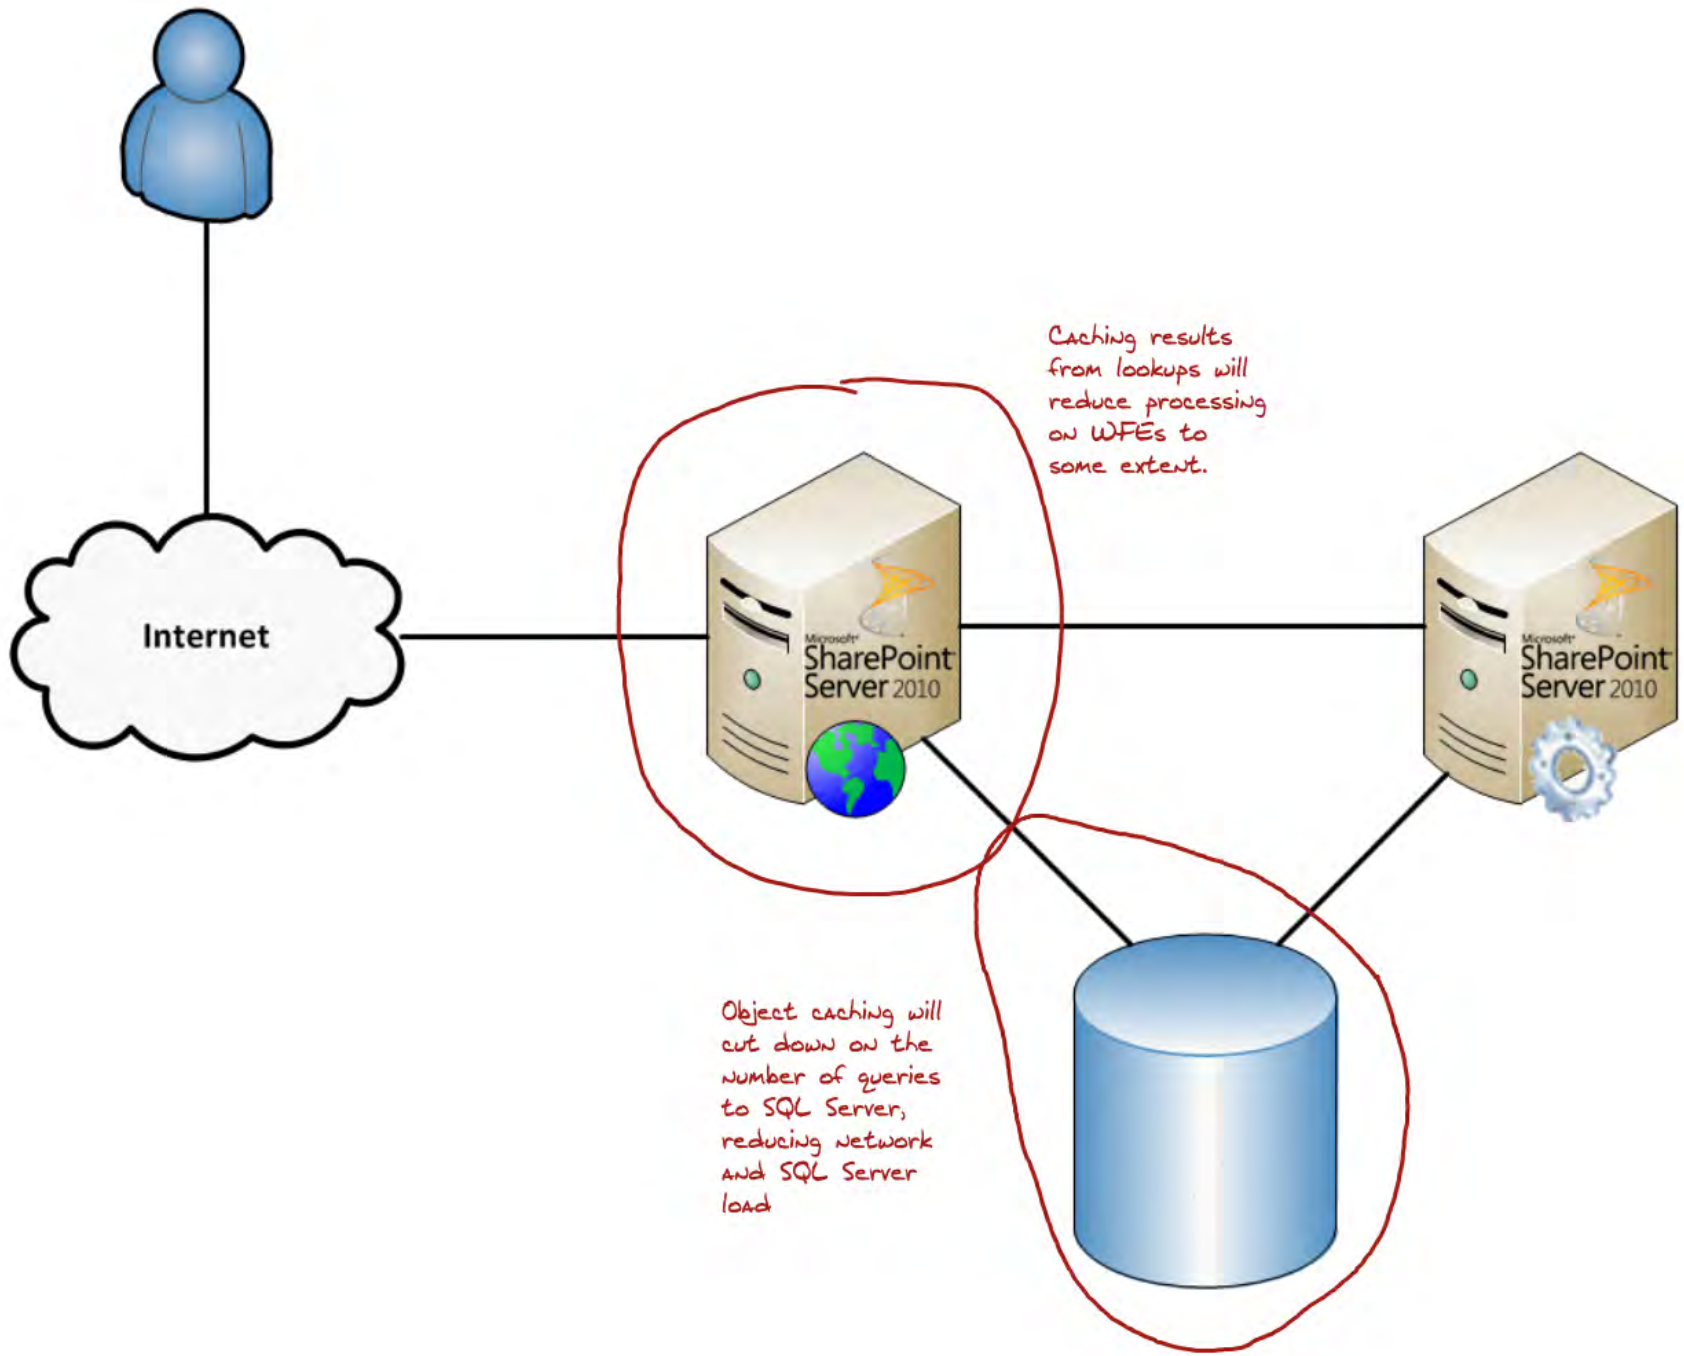 Caching results
from lookups will
reduce processing
on WFEs to
some extent.
Internet
Microsoft®
SharePoint
Server 2010
Microsoft®
SharePoint
Server 2010
Object caching will
cut down on the
number of queries
to SQL Server,
reducing network
and SQL Server
load